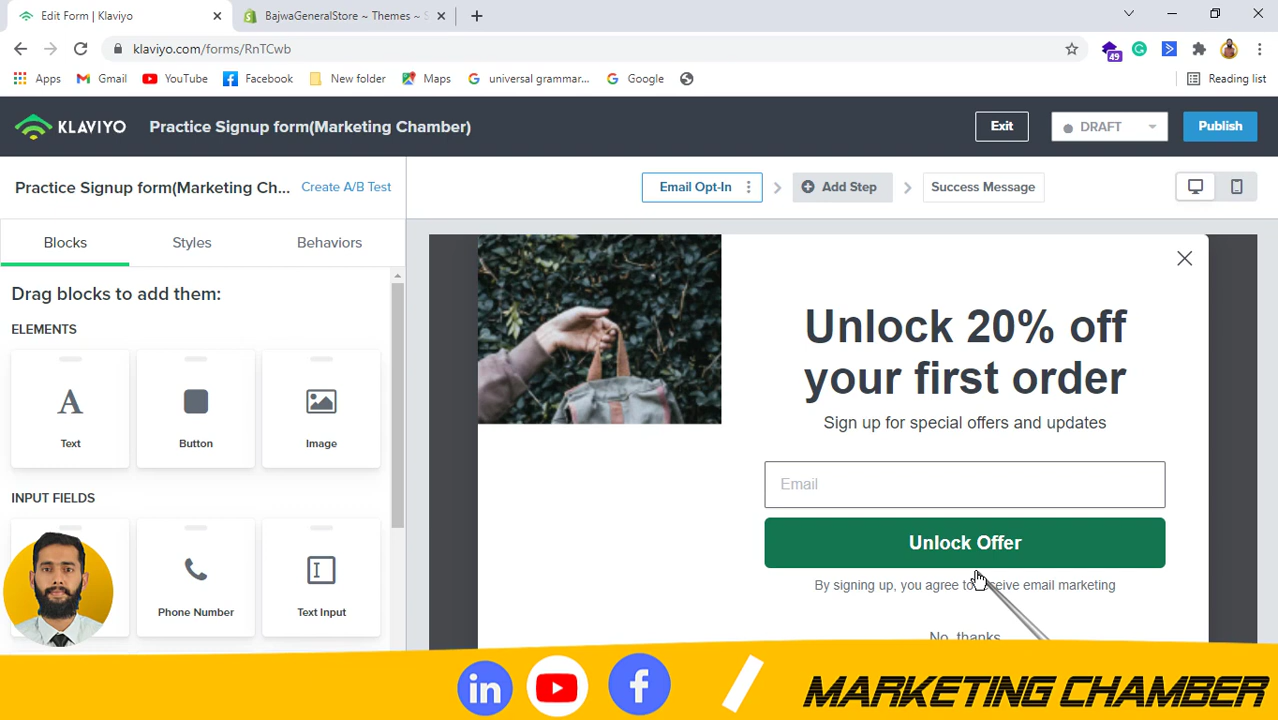 Edit Form | Klaviyo
BajwaGeneralStore ~ Themes ~ S
klaviyo.com/forms/RnTCwb
49
Apps
Gmail
YouTube
Facebook
New folder
Maps
universal grammar...
Google
Reading list
KLAVIYO
Practice Signup form(Marketing Chamber)
Exit
DRAFT
Publish
Practice Signup form(Marketing Ch...
Create A/B Test
Email Opt-In
Add Step
Success Message
Blocks
Styles
Behaviors
Drag blocks to add them:
ELEMENTS
A
Text
Button
Image
INPUT FIELDS
Phone Number
Text Input
Unlock 20% off
your first order
Sign up for special offers and updates
Email
Unlock Offer
By signing up, you agree to receive email marketing
No, thanks
in
f
MARKETING CHAMBER